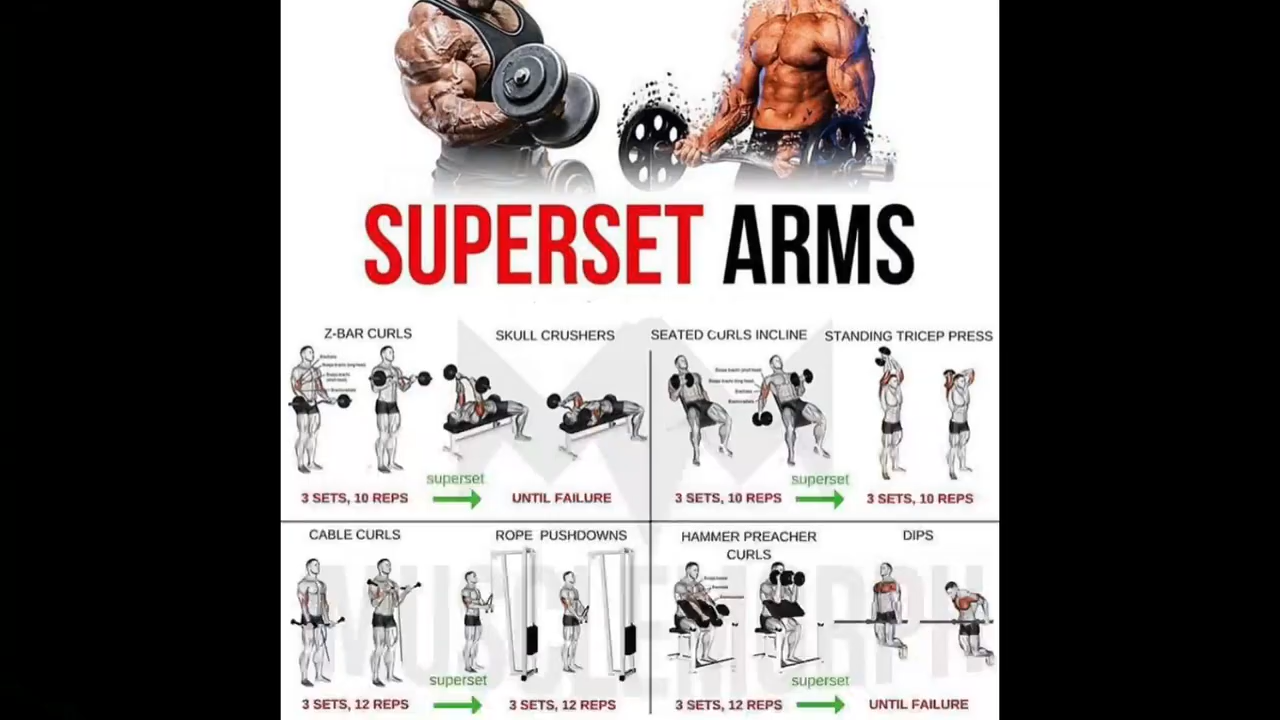 SUPERSET ARMS
Z-BAR CURLS
SKULL CRUSHERS
SEATED CURLS INCLINE
STANDING TRICEP PRESS
superset
superset
3 SETS, 10 REPS
UNTIL FAILURE
3 SETS, 10 REPS
3 SETS, 10 REPS
CABLE CURLS
ROPE PUSHDOWNS
HAMMER PREACHER
CURLS
DIPS
MUSCLEMORPH
superset
superset
3 SETS, 12 REPS
3 SETS, 12 REPS
3 SETS, 12 REPS
UNTIL FAILURE